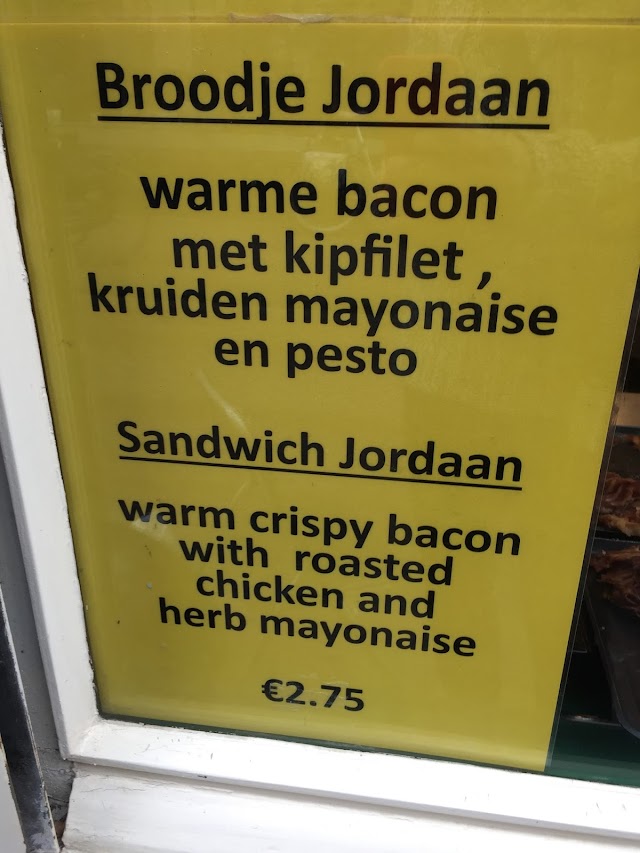 Broodje Jordaan
warme bacon
met kipfilet ,
kruiden mayonaise
en pesto
Sandwich Jordaan
warm crispy bacon
with roasted
chicken and
herb mayonaise
€2.75